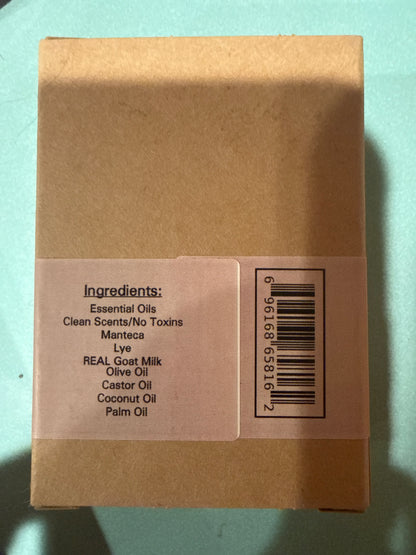 Ingredients:
Essential Oils
Clean Scents/No Toxins
Manteca
Lye
REAL Goat Milk
Olive Oil
Castor Oil
Coconut Oil
Palm Oil
6 96168 65816 2